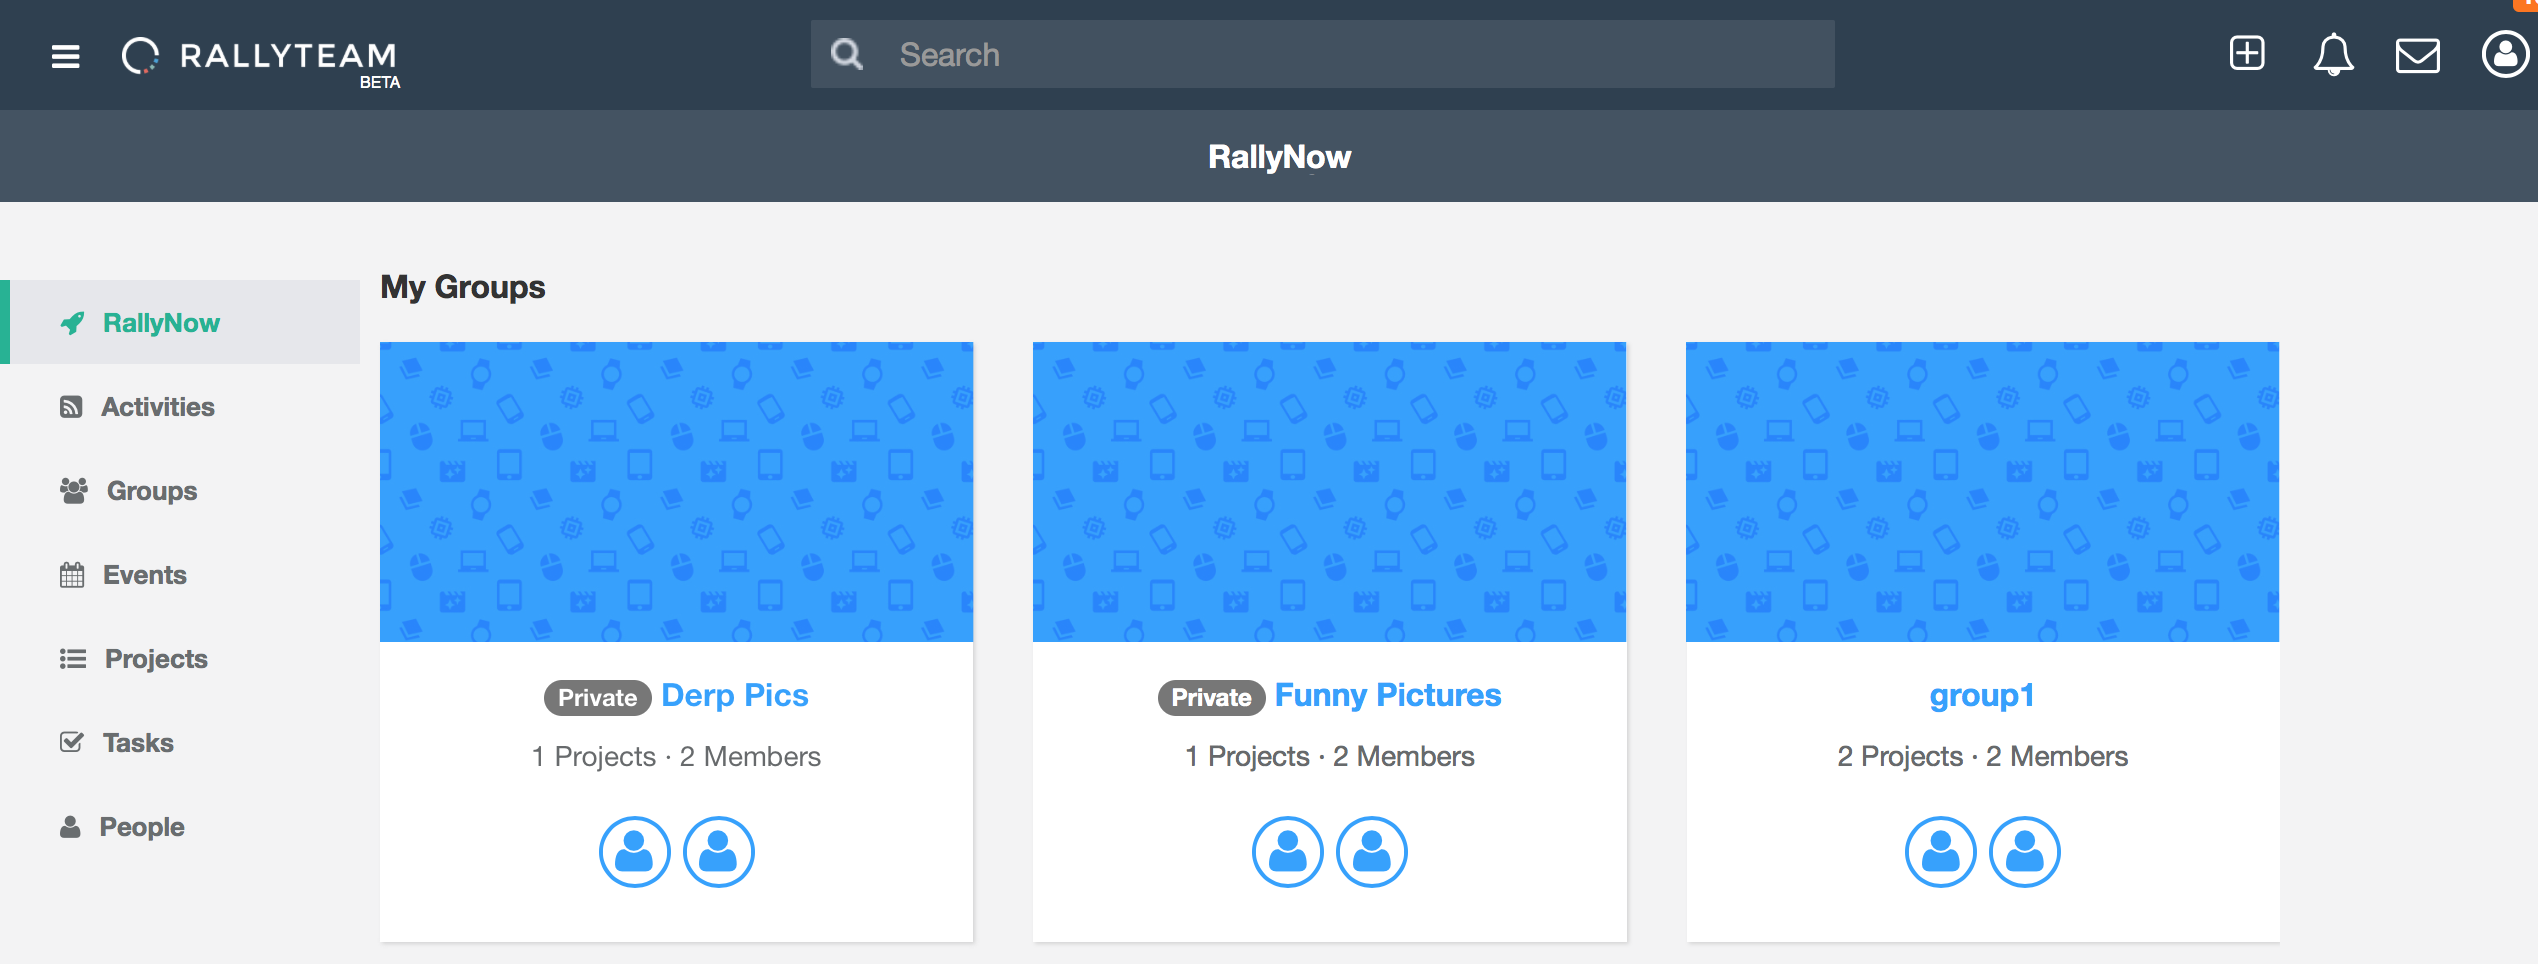 RALLYTEAM
BETA
Search
RallyNow
RallyNow
Activities
Groups
Events
Projects
Tasks
People
My Groups
Private Derp Pics
1 Projects · 2 Members
Private Funny Pictures
1 Projects · 2 Members
group1
2 Projects · 2 Members